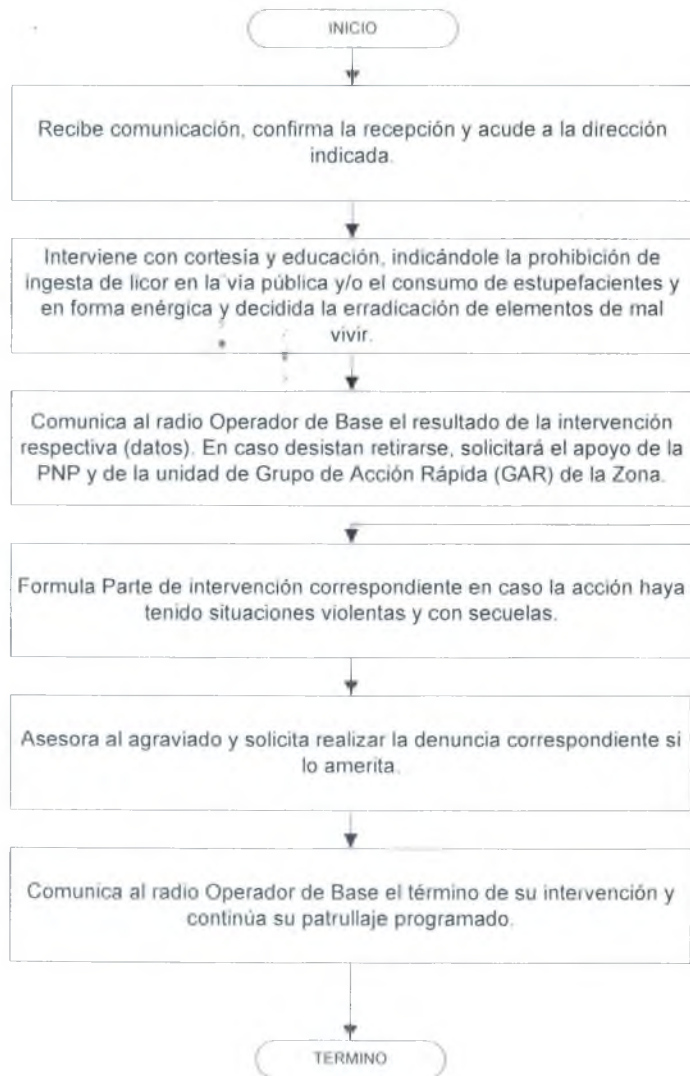 INICIO
Recibe comunicación, confirma la recepción y acude a la dirección
indicada.
Interviene con cortesía y educación, indicándole la prohibición de
ingesta de licor en la vía pública y/o el consumo de estupefacientes y
en forma enérgica y decidida la erradicación de elementos de mal
vivir.
Comunica al radio Operador de Base el resultado de la intervención
respectiva (datos). En caso desistan retirarse, solicitará el apoyo de la
PNP y de la unidad de Grupo de Acción Rápida (GAR) de la Zona.
Formula Parte de intervención correspondiente en caso la acción haya
tenido situaciones violentas y con secuelas.
Asesora al agraviado y solicita realizar la denuncia correspondiente si
lo amerita.
Comunica al radio Operador de Base el término de su intervención y
continúa su patrullaje programado.
TERMINO